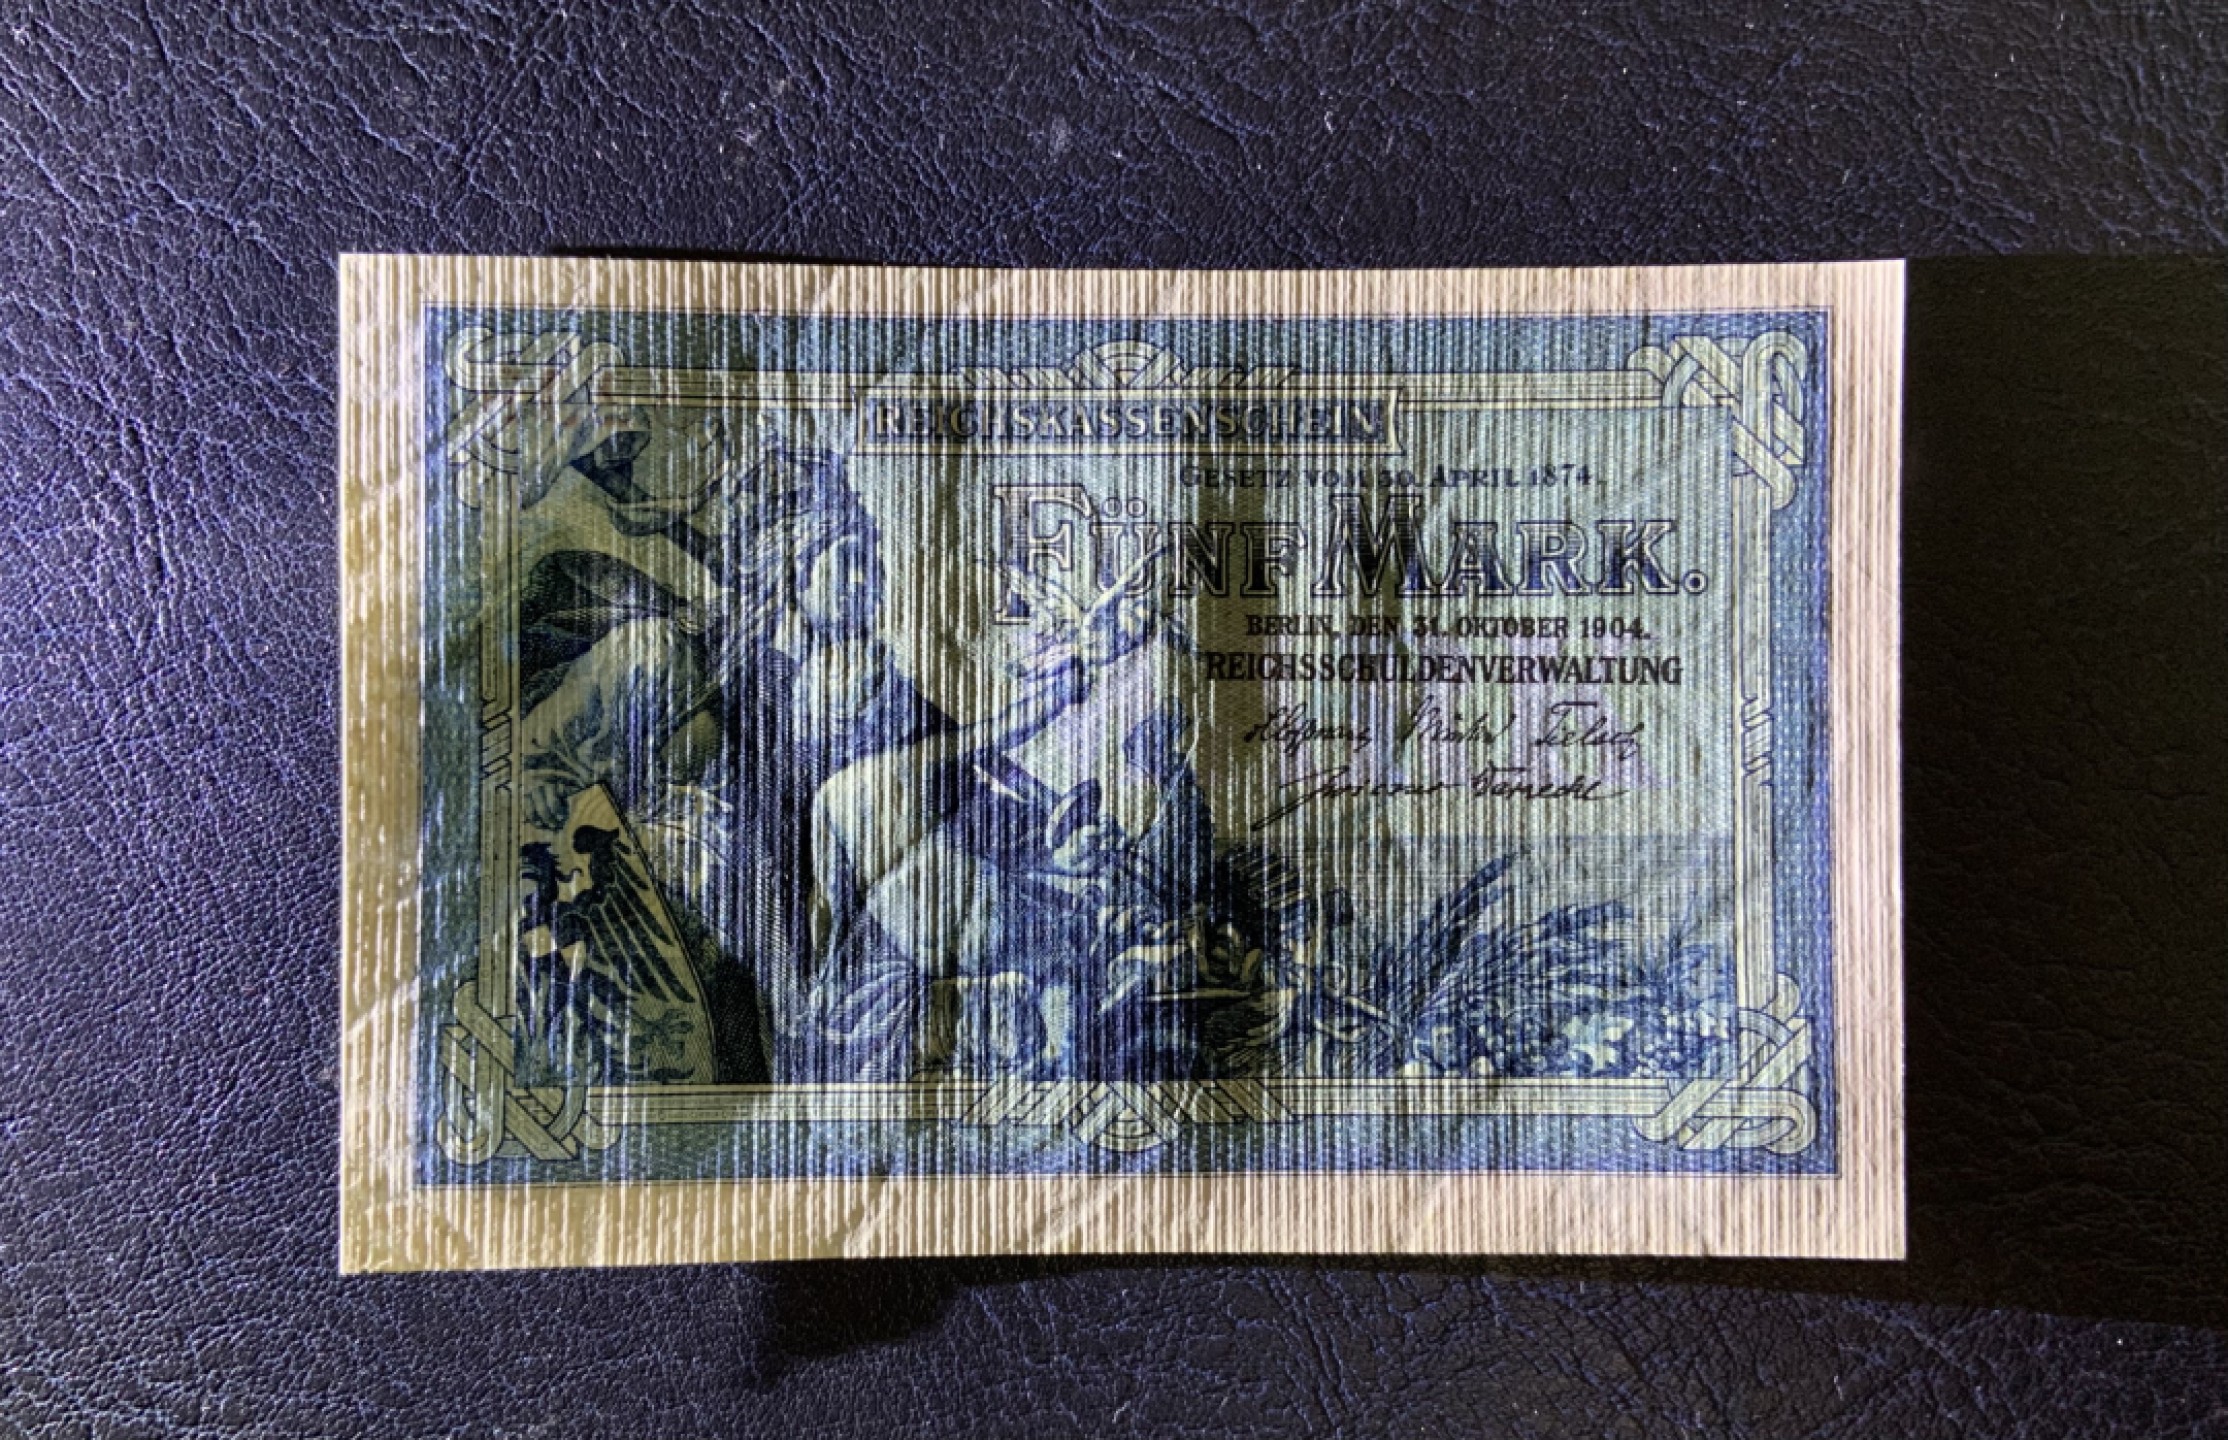 REICHSKASSENSCHEIN
GESETZ VOM 30. APRIL 1874.
FÜNF MARK.
BERLIN, DEN 31. OKTOBER 1904.
REICHSSCHULDENVERWALTUNG